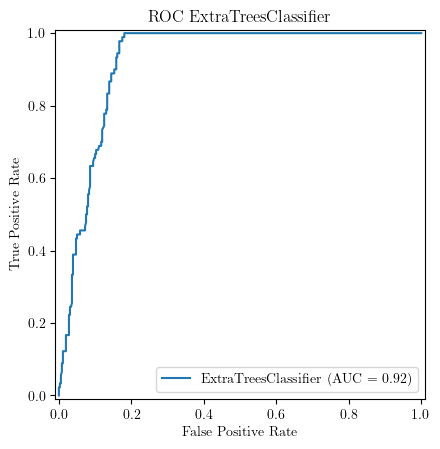 ROC ExtraTreesClassifier
True Positive Rate
1.0
0.8
0.6
0.4
0.2
0.0
ExtraTreesClassifier (AUC = 0.92)
0.0 0.2 0.4 0.6 0.8 1.0
False Positive Rate